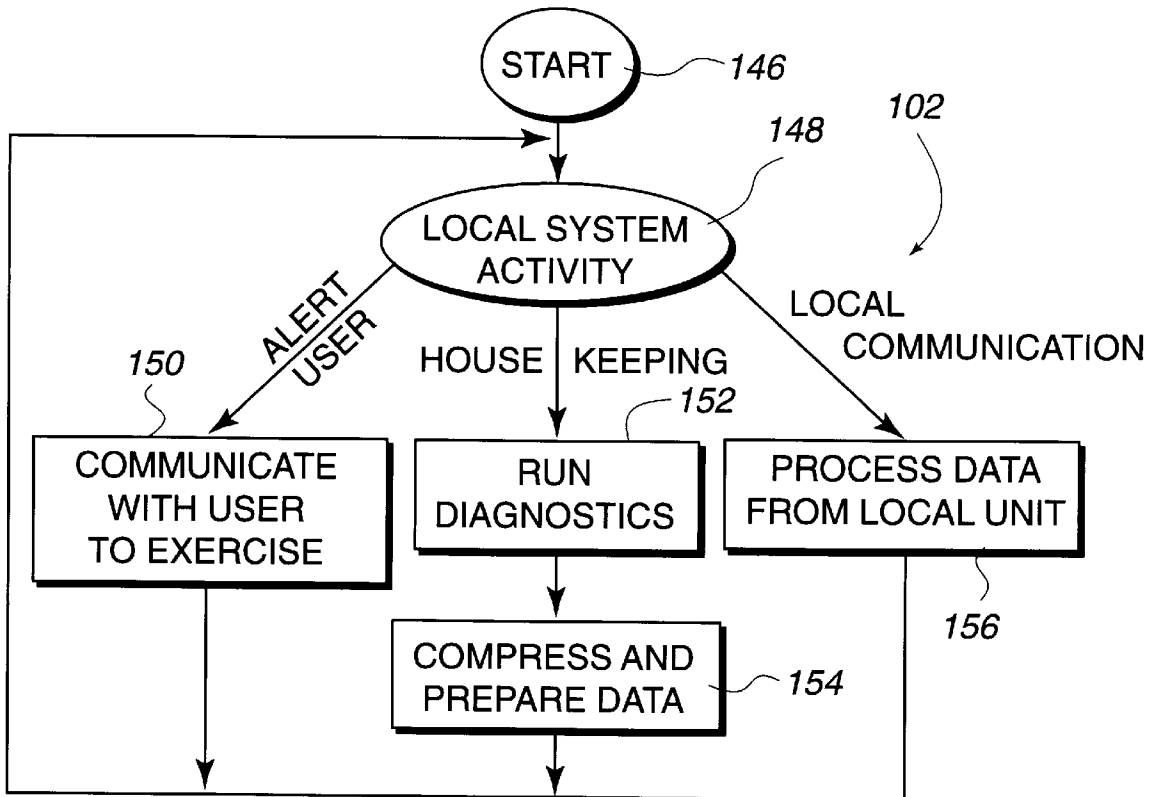 START
146
102
148
LOCAL SYSTEM
ACTIVITY
ALERT
USER
HOUSE KEEPING
LOCAL
COMMUNICATION
150
152
COMMUNICATE
WITH USER
TO EXERCISE
RUN
DIAGNOSTICS
PROCESS DATA
FROM LOCAL UNIT
156
COMPRESS AND
PREPARE DATA
154